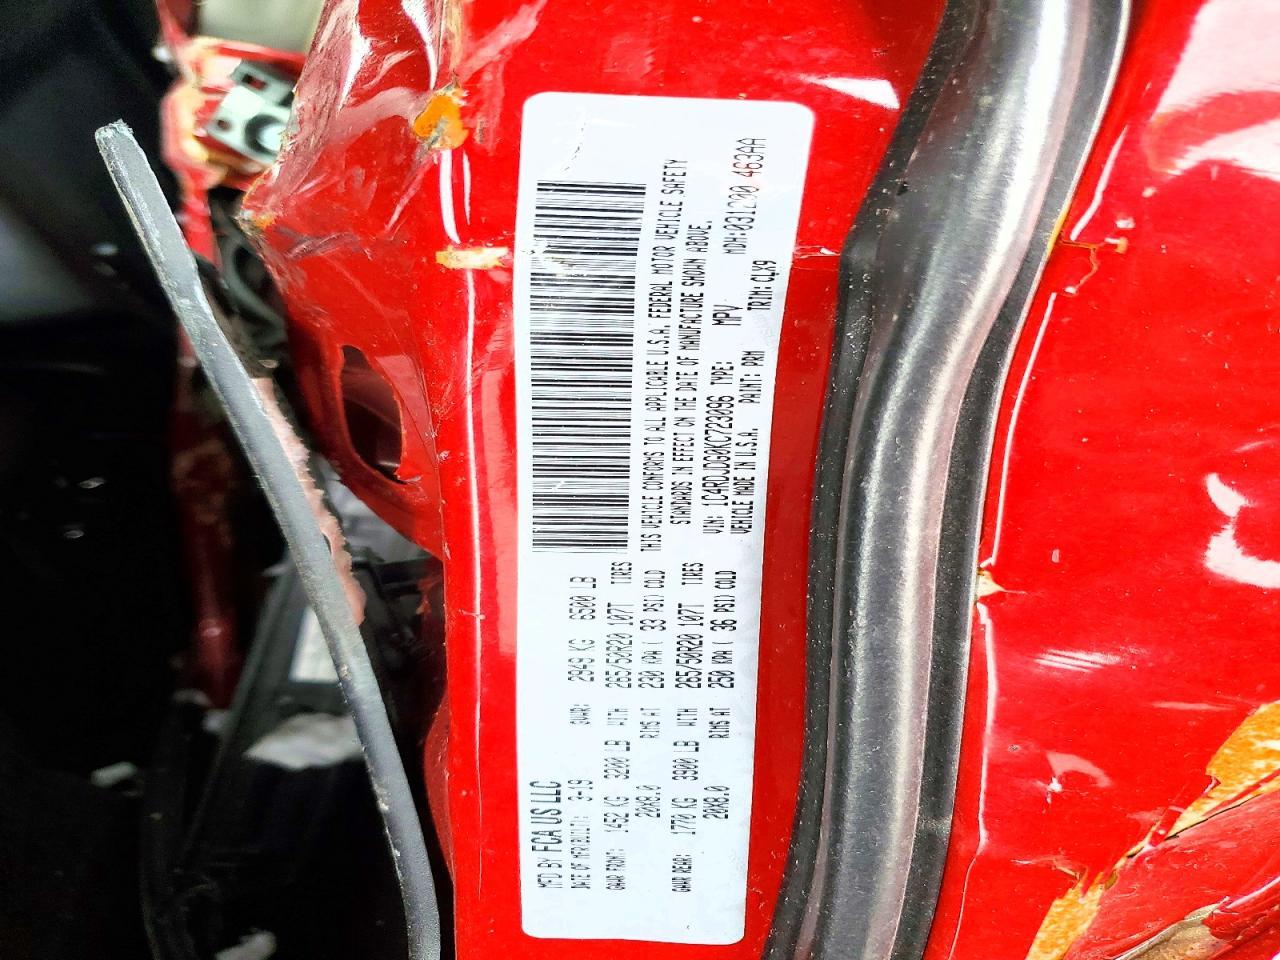 MFD BY FCA US LLC
DATE OF MFR(BUILT): 3-19 GVWR: 2949 KG 6500 LB
GAWR FRONT: 1452 KG 3200 LB WITH 265/50R20 107T TIRES
20X8.0 RIMS AT 230 KPA ( 33 PSI) COLD
GAWR REAR: 1770 KG 3900 LB WITH 265/50R20 107T TIRES
20X8.0 RIMS AT 250 KPA ( 36 PSI) COLD
THIS VEHICLE CONFORMS TO ALL APPLICABLE U.S.A. FEDERAL MOTOR VEHICLE SAFETY
STANDARDS IN EFFECT ON THE DATE OF MANUFACTURE SHOWN ABOVE.
VIN: 1C4RDJDG0KC723096 TYPE: MPV MDH:031200 463AA
VEHICLE MADE IN U.S.A. PAINT: PRM TRIM: CLX9